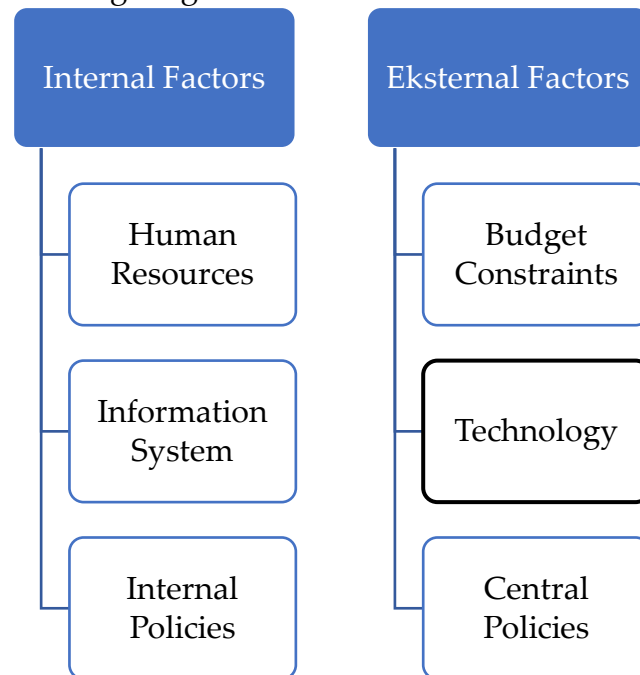 Internal Factors
Human
Resources
Information
System
Internal
Policies
Eksternal Factors
Budget
Constraints
Technology
Central
Policies